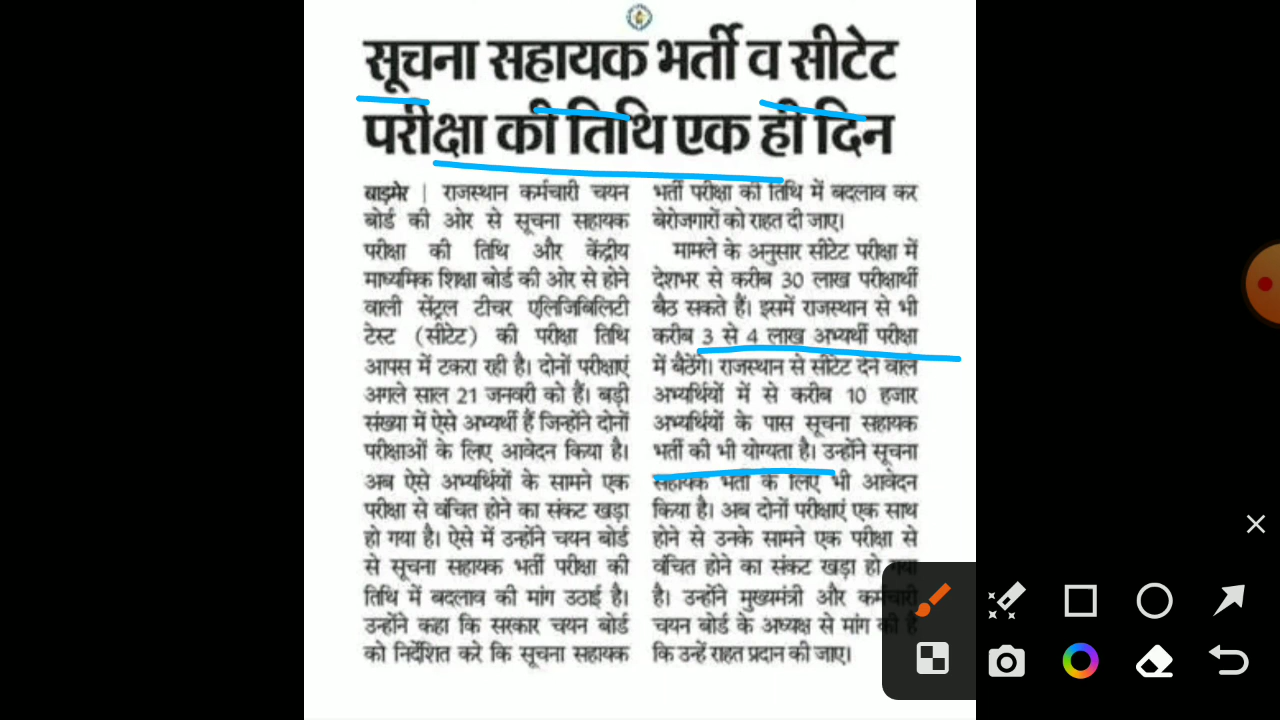 सूचना सहायक भर्ती व सीटेट
परीक्षा की तिथि एक ही दिन
बाड़मेर | राजस्थान कर्मचारी चयन
बोर्ड की ओर से सूचना सहायक
परीक्षा की तिथि और केंद्रीय
माध्यमिक शिक्षा बोर्ड की ओर से होने
वाली सेंट्रल टीचर एलिजिबिलिटी
टेस्ट (सीटेट) की परीक्षा तिथि
आपस में टकरा रही है। दोनों परीक्षाएं
अगले साल 21 जनवरी को हैं। बड़ी
संख्या में ऐसे अभ्यर्थी हैं जिन्होंने दोनों
परीक्षाओं के लिए आवेदन किया है।
अब ऐसे अभ्यर्थियों के सामने एक
परीक्षा से वंचित होने का संकट खड़ा
हो गया है। ऐसे में उन्होंने चयन बोर्ड
से सूचना सहायक भर्ती परीक्षा की
तिथि में बदलाव की मांग उठाई है।
उन्होंने कहा कि सरकार चयन बोर्ड
को निर्देशित करे कि सूचना सहायक
भर्ती परीक्षा की तिथि में बदलाव कर
बेरोजगारों को राहत दी जाए।
मामले के अनुसार सीटेट परीक्षा में
देशभर से करीब 30 लाख परीक्षार्थी
बैठ सकते हैं। इसमें राजस्थान से भी
करीब 3 से 4 लाख अभ्यर्थी परीक्षा
में बैठेंगे। राजस्थान से सीटेट देने वाले
अभ्यर्थियों में से करीब 10 हजार
अभ्यर्थियों के पास सूचना सहायक
भर्ती की भी योग्यता है। उन्होंने सूचना
सहायक भर्ती के लिए भी आवेदन
किया है। अब दोनों परीक्षाएं एक साथ
होने से उनके सामने एक परीक्षा से
वंचित होने का संकट खड़ा हो गया
है। उन्होंने मुख्यमंत्री और कर्मचारी
चयन बोर्ड के अध्यक्ष से मांग की है
कि उन्हें राहत प्रदान की जाए।